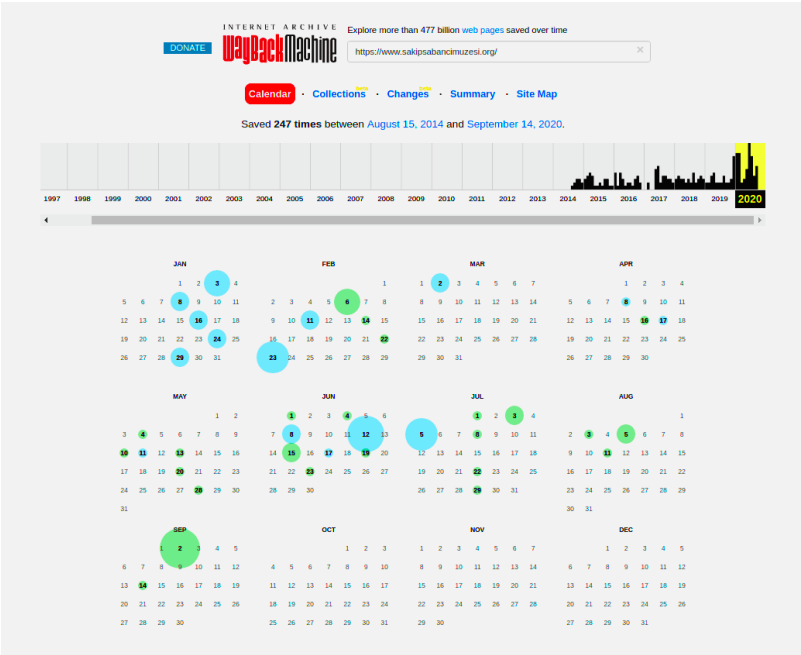 INTERNET ARCHIVE
DONATE
WayBackMachine
Explore more than 477 billion web pages saved over time
https://www.sakipsabancimuzesi.org/ ×
Calendar · Collections beta · Changes beta · Summary · Site Map
Saved 247 times between August 15, 2014 and September 14, 2020.
1997 1998 1999 2000 2001 2002 2003 2004 2005 2006 2007 2008 2009 2010 2011 2012 2013 2014 2015 2016 2017 2018 2019 2020
JAN FEB MAR APR
1 2 3 4 1 1 2 3 4 5 6 7 1 2 3 4
5 6 7 8 9 10 11 2 3 4 5 6 7 8 8 9 10 11 12 13 14 5 6 7 8 9 10 11
12 13 14 15 16 17 18 9 10 11 12 13 14 15 15 16 17 18 19 20 21 12 13 14 15 16 17 18
19 20 21 22 23 24 25 16 17 18 19 20 21 22 22 23 24 25 26 27 28 19 20 21 22 23 24 25
26 27 28 29 30 31 23 24 25 26 27 28 29 29 30 31 26 27 28 29 30
MAY JUN JUL AUG
1 2 1 2 3 4 5 6 1 2 3 4 1
3 4 5 6 7 8 9 7 8 9 10 11 12 13 5 6 7 8 9 10 11 2 3 4 5 6 7 8
10 11 12 13 14 15 16 14 15 16 17 18 19 20 12 13 14 15 16 17 18 9 10 11 12 13 14 15
17 18 19 20 21 22 23 21 22 23 24 25 26 27 19 20 21 22 23 24 25 16 17 18 19 20 21 22
24 25 26 27 28 29 30 28 29 30 26 27 28 29 30 31 23 24 25 26 27 28 29
31 30 31
SEP OCT NOV DEC
1 2 3 4 5 1 2 3 1 2 3 4 5 6 7 1 2 3 4 5
6 7 8 9 10 11 12 4 5 6 7 8 9 10 8 9 10 11 12 13 14 6 7 8 9 10 11 12
13 14 15 16 17 18 19 11 12 13 14 15 16 17 15 16 17 18 19 20 21 13 14 15 16 17 18 19
20 21 22 23 24 25 26 18 19 20 21 22 23 24 22 23 24 25 26 27 28 20 21 22 23 24 25 26
27 28 29 30 25 26 27 28 29 30 31 29 30 27 28 29 30 31